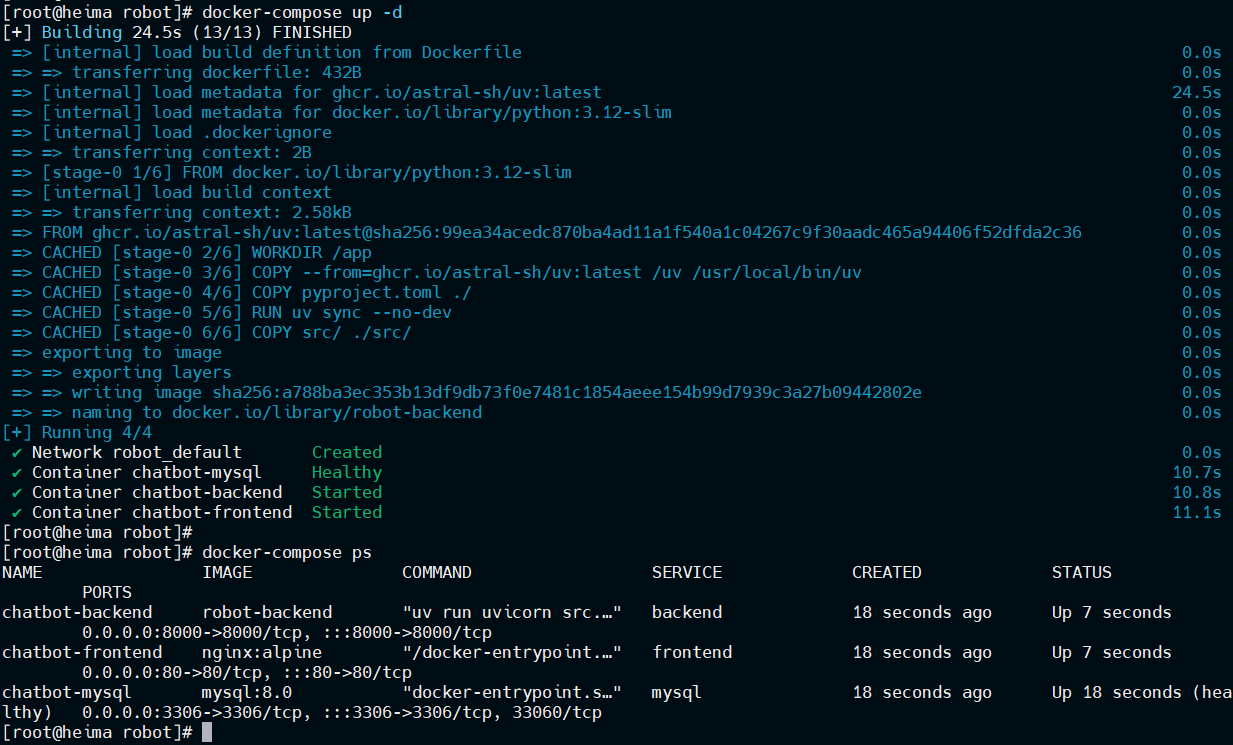 [root@heima robot]# docker-compose up -d
[+] Building 24.5s (13/13) FINISHED
=> [internal] load build definition from Dockerfile 0.0s
=> => transferring dockerfile: 432B 0.0s
=> [internal] load metadata for ghcr.io/astral-sh/uv:latest 24.5s
=> [internal] load metadata for docker.io/library/python:3.12-slim 0.0s
=> [internal] load .dockerignore 0.0s
=> => transferring context: 2B 0.0s
=> [stage-0 1/6] FROM docker.io/library/python:3.12-slim 0.0s
=> [internal] load build context 0.0s
=> => transferring context: 2.58kB 0.0s
=> FROM ghcr.io/astral-sh/uv:latest@sha256:99ea34acedc870ba4ad11a1f540a1c04267c9f30aadc465a94406f52dfda2c36 0.0s
=> CACHED [stage-0 2/6] WORKDIR /app 0.0s
=> CACHED [stage-0 3/6] COPY --from=ghcr.io/astral-sh/uv:latest /uv /usr/local/bin/uv 0.0s
=> CACHED [stage-0 4/6] COPY pyproject.toml ./ 0.0s
=> CACHED [stage-0 5/6] RUN uv sync --no-dev 0.0s
=> CACHED [stage-0 6/6] COPY src/ ./src/ 0.0s
=> exporting to image 0.0s
=> => exporting layers 0.0s
=> => writing image sha256:a788ba3ec353b13df9db73f0e7481c1854aeee154b99d7939c3a27b09442802e 0.0s
=> => naming to docker.io/library/robot-backend 0.0s
[+] Running 4/4
✔ Network robot_default Created 0.0s
✔ Container chatbot-mysql Healthy 10.7s
✔ Container chatbot-backend Started 10.8s
✔ Container chatbot-frontend Started 11.1s
[root@heima robot]#
[root@heima robot]# docker-compose ps
NAME IMAGE COMMAND SERVICE CREATED STATUS
PORTS
chatbot-backend robot-backend "uv run uvicorn src.…" backend 18 seconds ago Up 7 seconds
0.0.0.0:8000->8000/tcp, :::8000->8000/tcp
chatbot-frontend nginx:alpine "/docker-entrypoint.…" frontend 18 seconds ago Up 7 seconds
0.0.0.0:80->80/tcp, :::80->80/tcp
chatbot-mysql mysql:8.0 "docker-entrypoint.s…" mysql 18 seconds ago Up 18 seconds (hea
lthy) 0.0.0.0:3306->3306/tcp, :::3306->3306/tcp, 33060/tcp
[root@heima robot]#